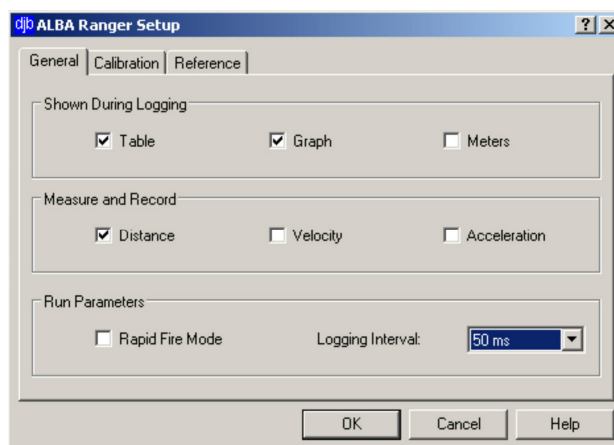 djb ALBA Ranger Setup ? X
General Calibration Reference
Shown During Logging
Table Graph Meters
Measure and Record
Distance Velocity Acceleration
Run Parameters
Rapid Fire Mode Logging Interval: 50 ms
OK Cancel Help